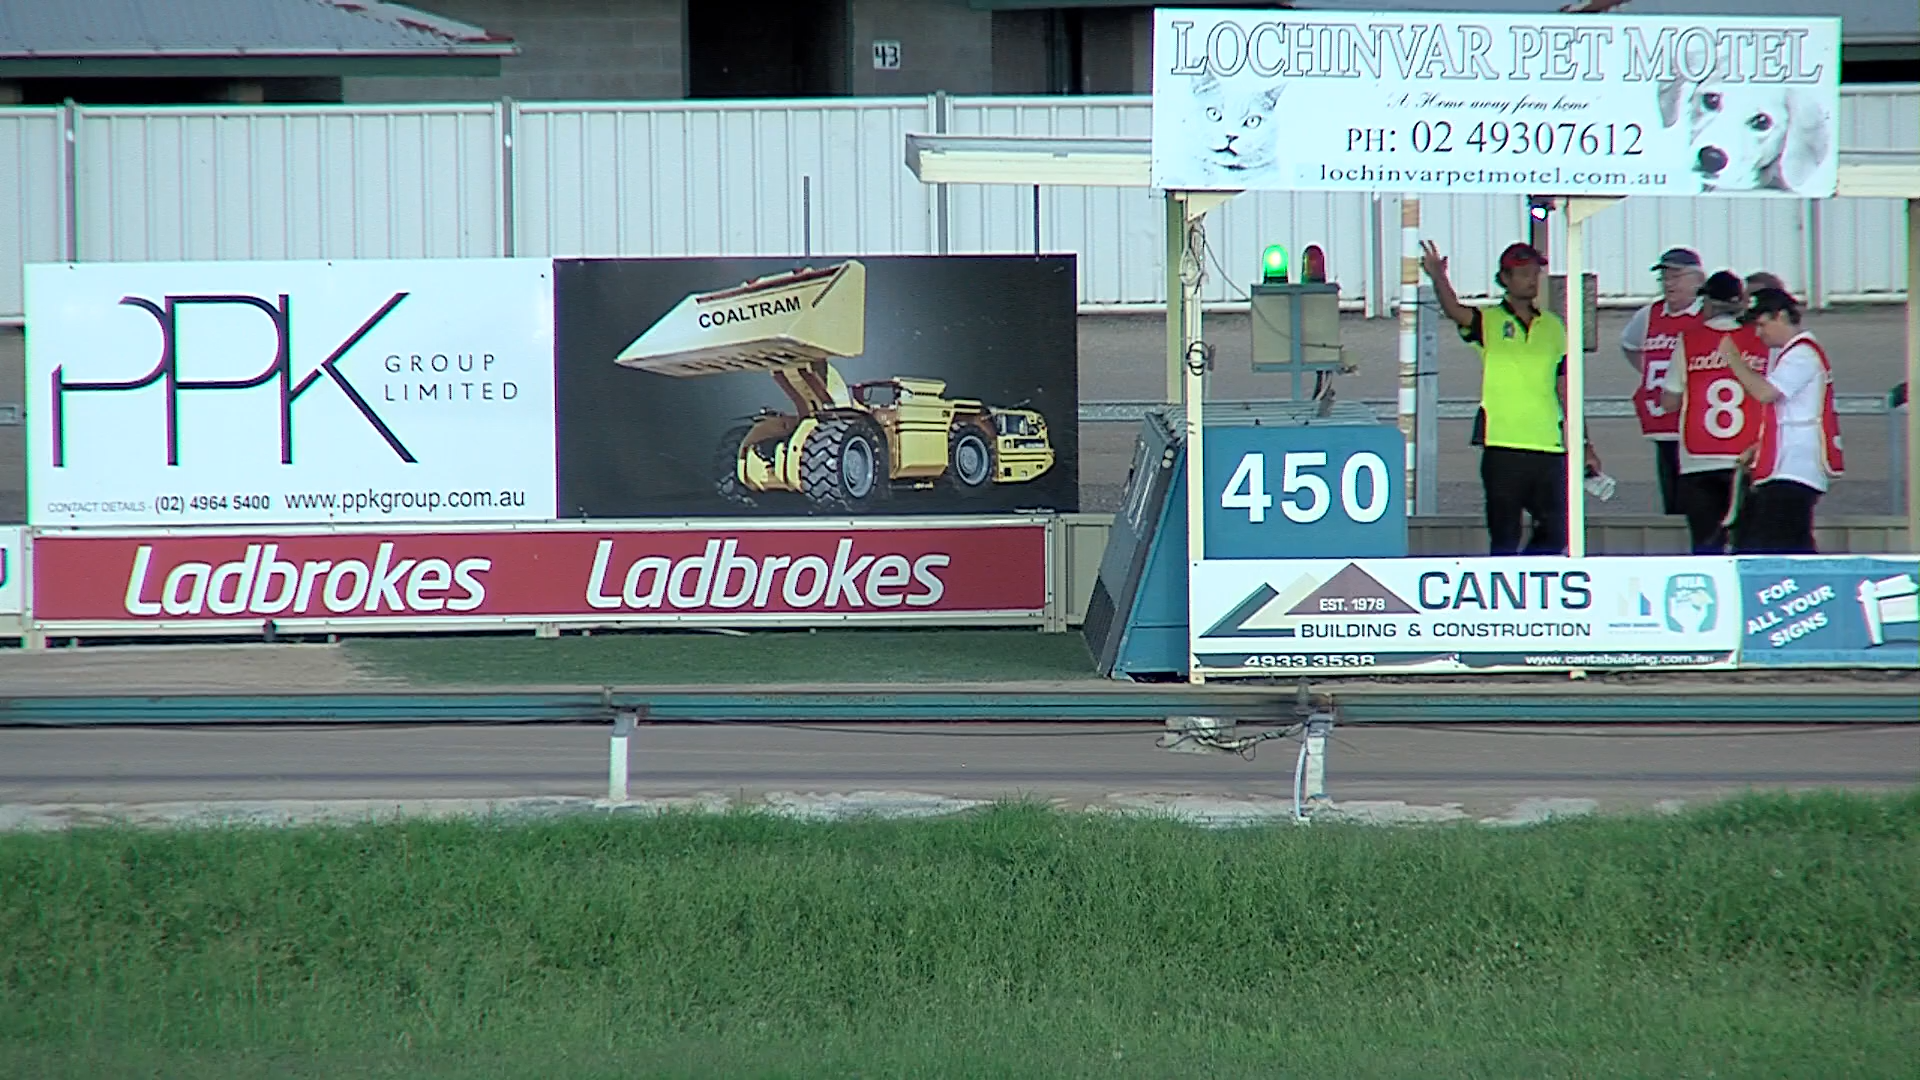 43
LOCHINVAR PET MOTEL
"A Home away from home"
PH: 02 49307612
lochinvarpetmotel.com.au
PPK
GROUP
LIMITED
CONTACT DETAILS - (02) 4964 5400 www.ppkgroup.com.au
COALTRAM
Ladbrokes Ladbrokes
450
5
Ladbrokes
8
EST. 1978
CANTS
BUILDING & CONSTRUCTION
4933 3538 www.cantsbuilding.com.au
FOR
ALL YOUR
SIGNS